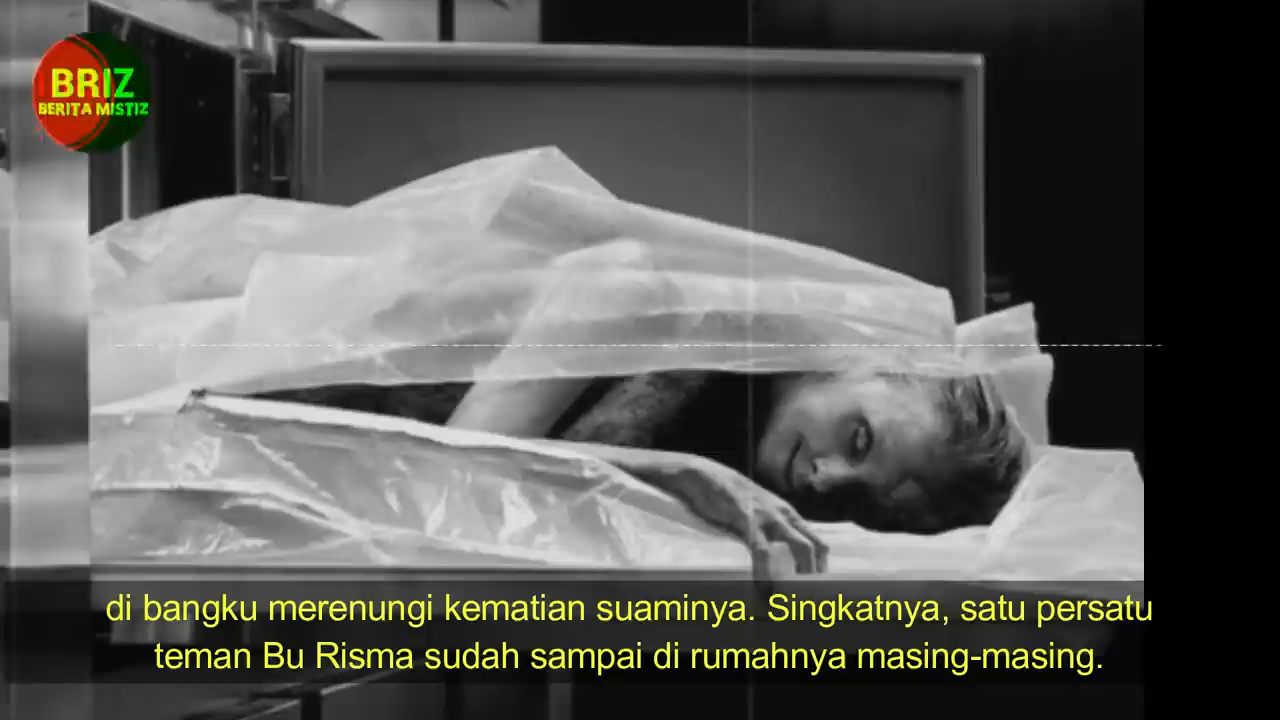 BRIZ
BERITA MISTIZ
di bangku merenungi kematian suaminya. Singkatnya, satu persatu
teman Bu Risma sudah sampai di rumahnya masing-masing.